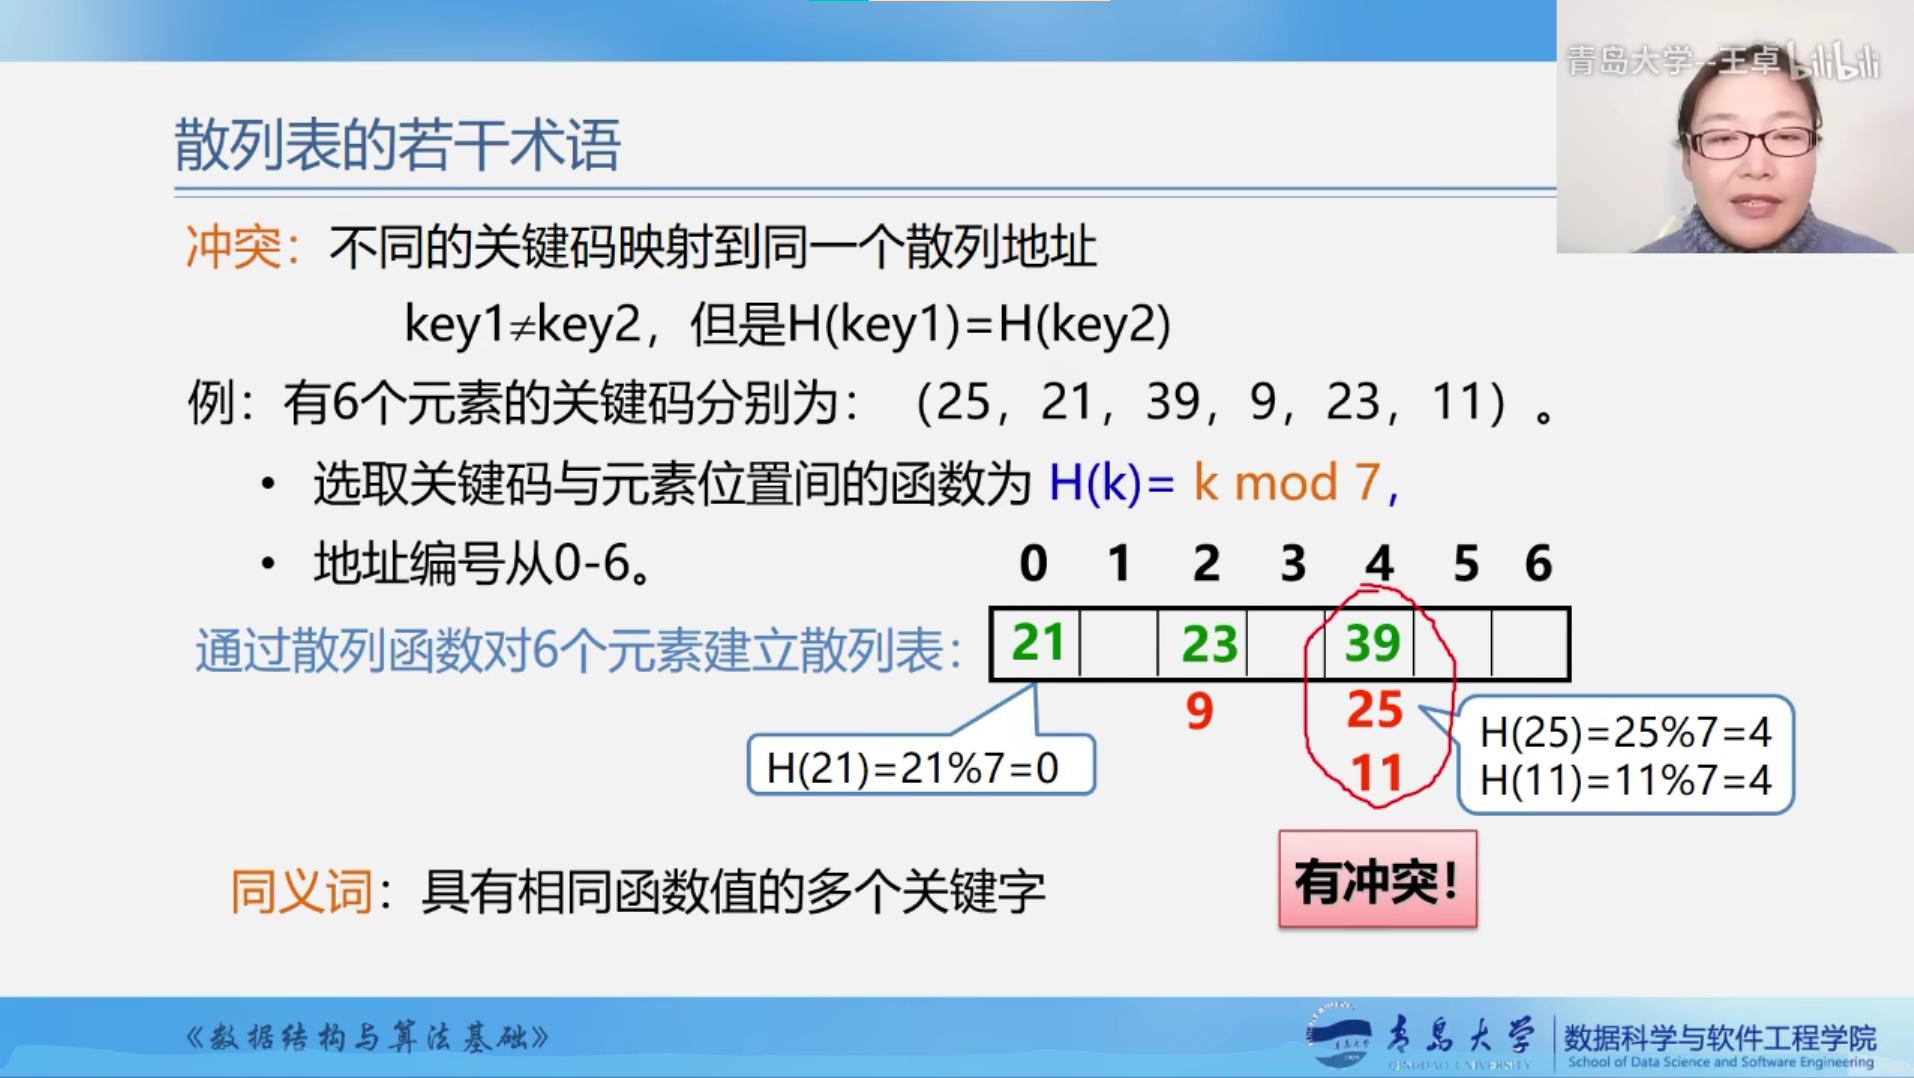 青岛大学--王卓 bilibili
散列表的若干术语
冲突：不同的关键码映射到同一个散列地址
key1≠key2，但是H(key1)=H(key2)
例：有6个元素的关键码分别为：（25，21，39，9，23，11）。
• 选取关键码与元素位置间的函数为 H(k)= k mod 7，
• 地址编号从0-6。
0 1 2 3 4 5 6
通过散列函数对6个元素建立散列表：
21 23 39
9 25
11
H(21)=21%7=0
H(25)=25%7=4
H(11)=11%7=4
有冲突！
同义词：具有相同函数值的多个关键字
《数据结构与算法基础》
青岛大学
QINGDAO UNIVERSITY
数据科学与软件工程学院
School of Data Science and Software Engineering